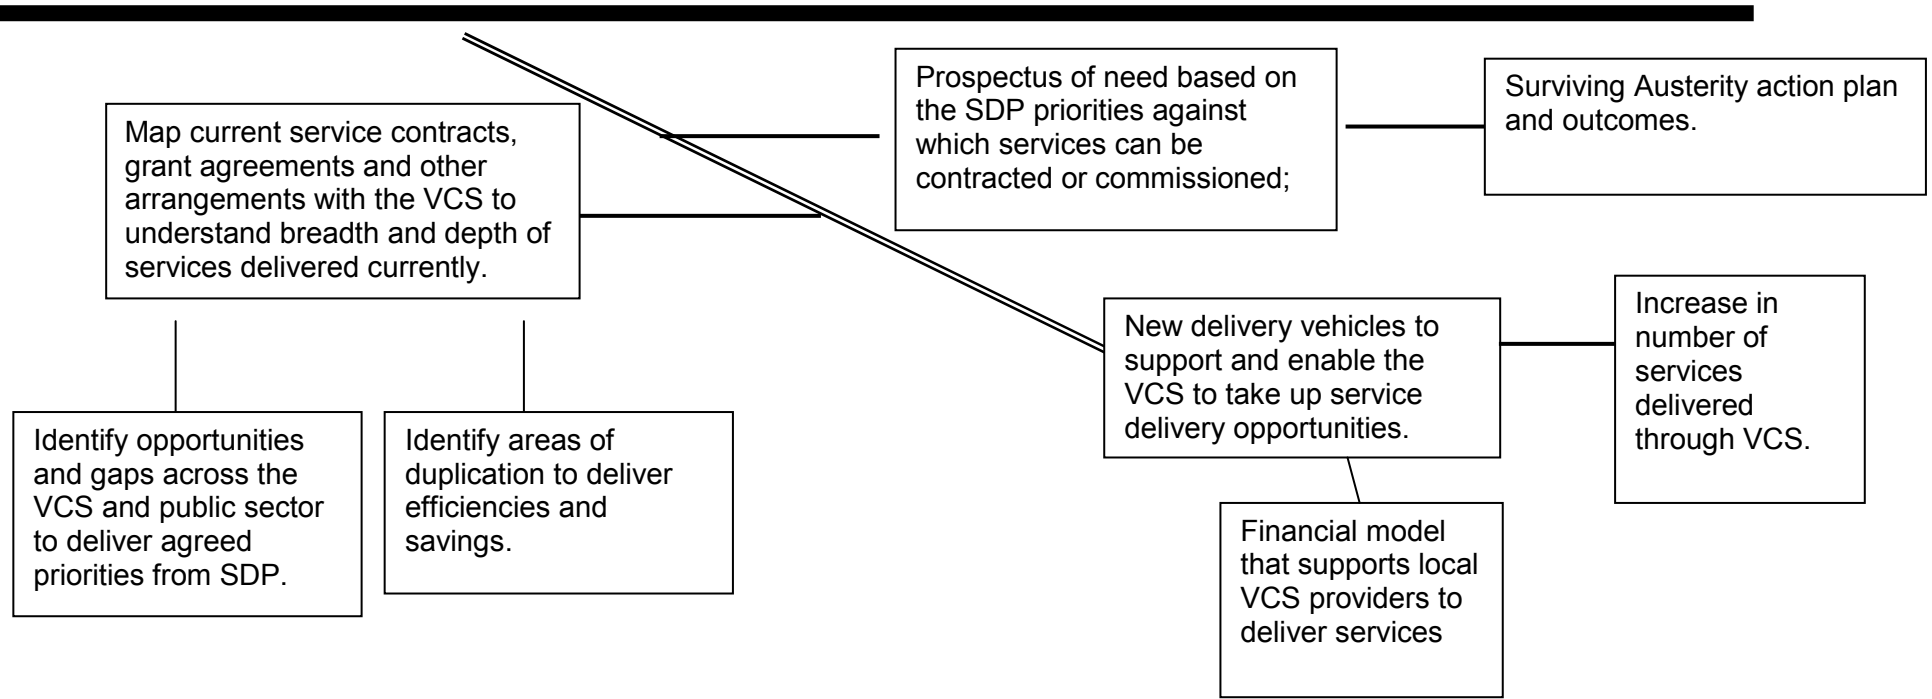 Map current service contracts,
grant agreements and other
arrangements with the VCS to
understand breadth and depth of
services delivered currently.
Prospectus of need based on
the SDP priorities against
which services can be
contracted or commissioned;
Surviving Austerity action plan
and outcomes.
New delivery vehicles to
support and enable the
VCS to take up service
delivery opportunities.
Increase in
number of
services
delivered
through VCS.
Identify opportunities
and gaps across the
VCS and public sector
to deliver agreed
priorities from SDP.
Identify areas of
duplication to deliver
efficiencies and
savings.
Financial model
that supports local
VCS providers to
deliver services